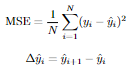 MSE = \frac{1}{N} \sum_{i=1}^{N} (y_i - \hat{y}_i)^2
\Delta \hat{y}_i = \hat{y}_{i+1} - \hat{y}_i